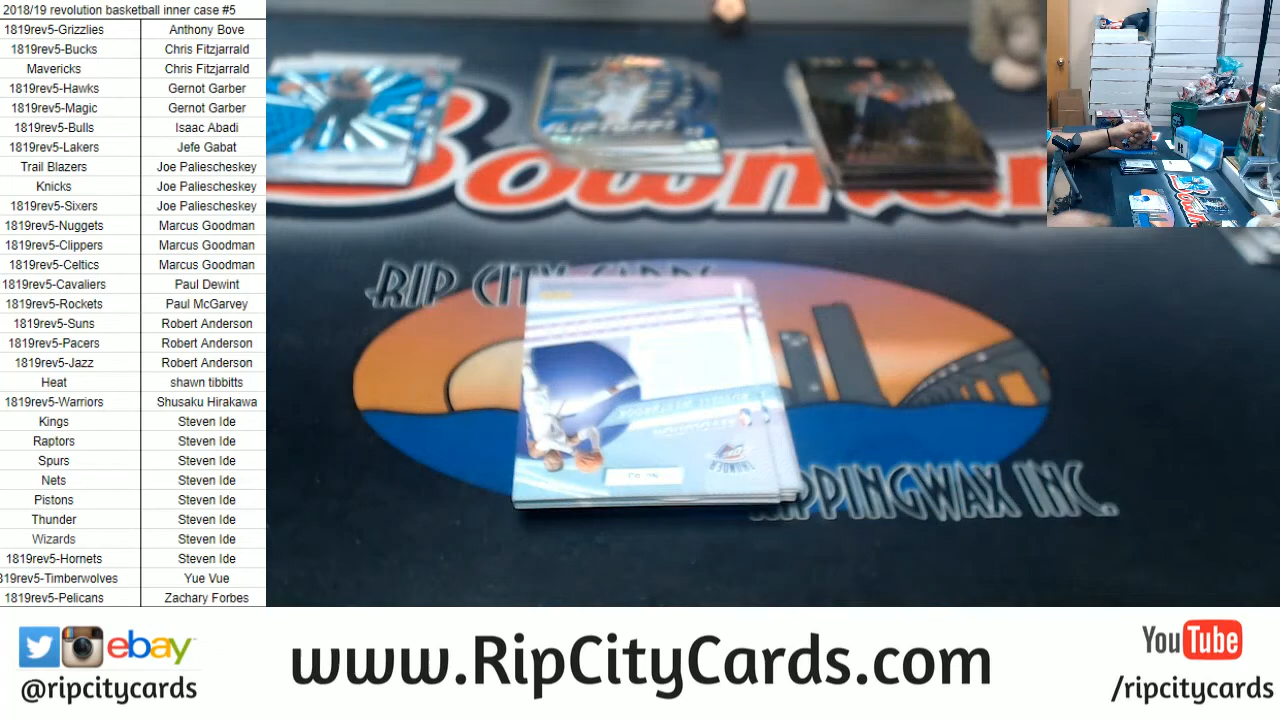 2018/19 revolution basketball inner case #5
1819rev5-Grizzlies Anthony Bove
1819rev5-Bucks Chris Fitzjarrald
Mavericks Chris Fitzjarrald
1819rev5-Hawks Gernot Garber
1819rev5-Magic Gernot Garber
1819rev5-Bulls Isaac Abadi
1819rev5-Lakers Jefe Gabat
Trail Blazers Joe Paliescheskey
Knicks Joe Paliescheskey
Sixers Joe Paliescheskey
1819rev5-Nuggets Marcus Goodman
1819rev5-Clippers Marcus Goodman
1819rev5-Celtics Marcus Goodman
1819rev5-Cavaliers Paul Dewint
1819rev5-Rockets Paul McGarvey
1819rev5-Suns Robert Anderson
1819rev5-Pacers Robert Anderson
1819rev5-Jazz Robert Anderson
Heat shawn tibbitts
1819rev5-Warriors Shusaku Hirakawa
Kings Steven Ide
Raptors Steven Ide
Spurs Steven Ide
Nets Steven Ide
Pistons Steven Ide
Thunder Steven Ide
Wizards Steven Ide
1819rev5-Hornets Steven Ide
819rev5-Timberwolves Yue Vue
1819rev5-Pelicans Zachary Forbes
Bowman
RIP CITY CARDS
RUSSELL WESTBROOK
THUNDER
RIPPINGWAX INC.
ebay
@ripcitycards
www.RipCityCards.com
YouTube
/ripcitycards